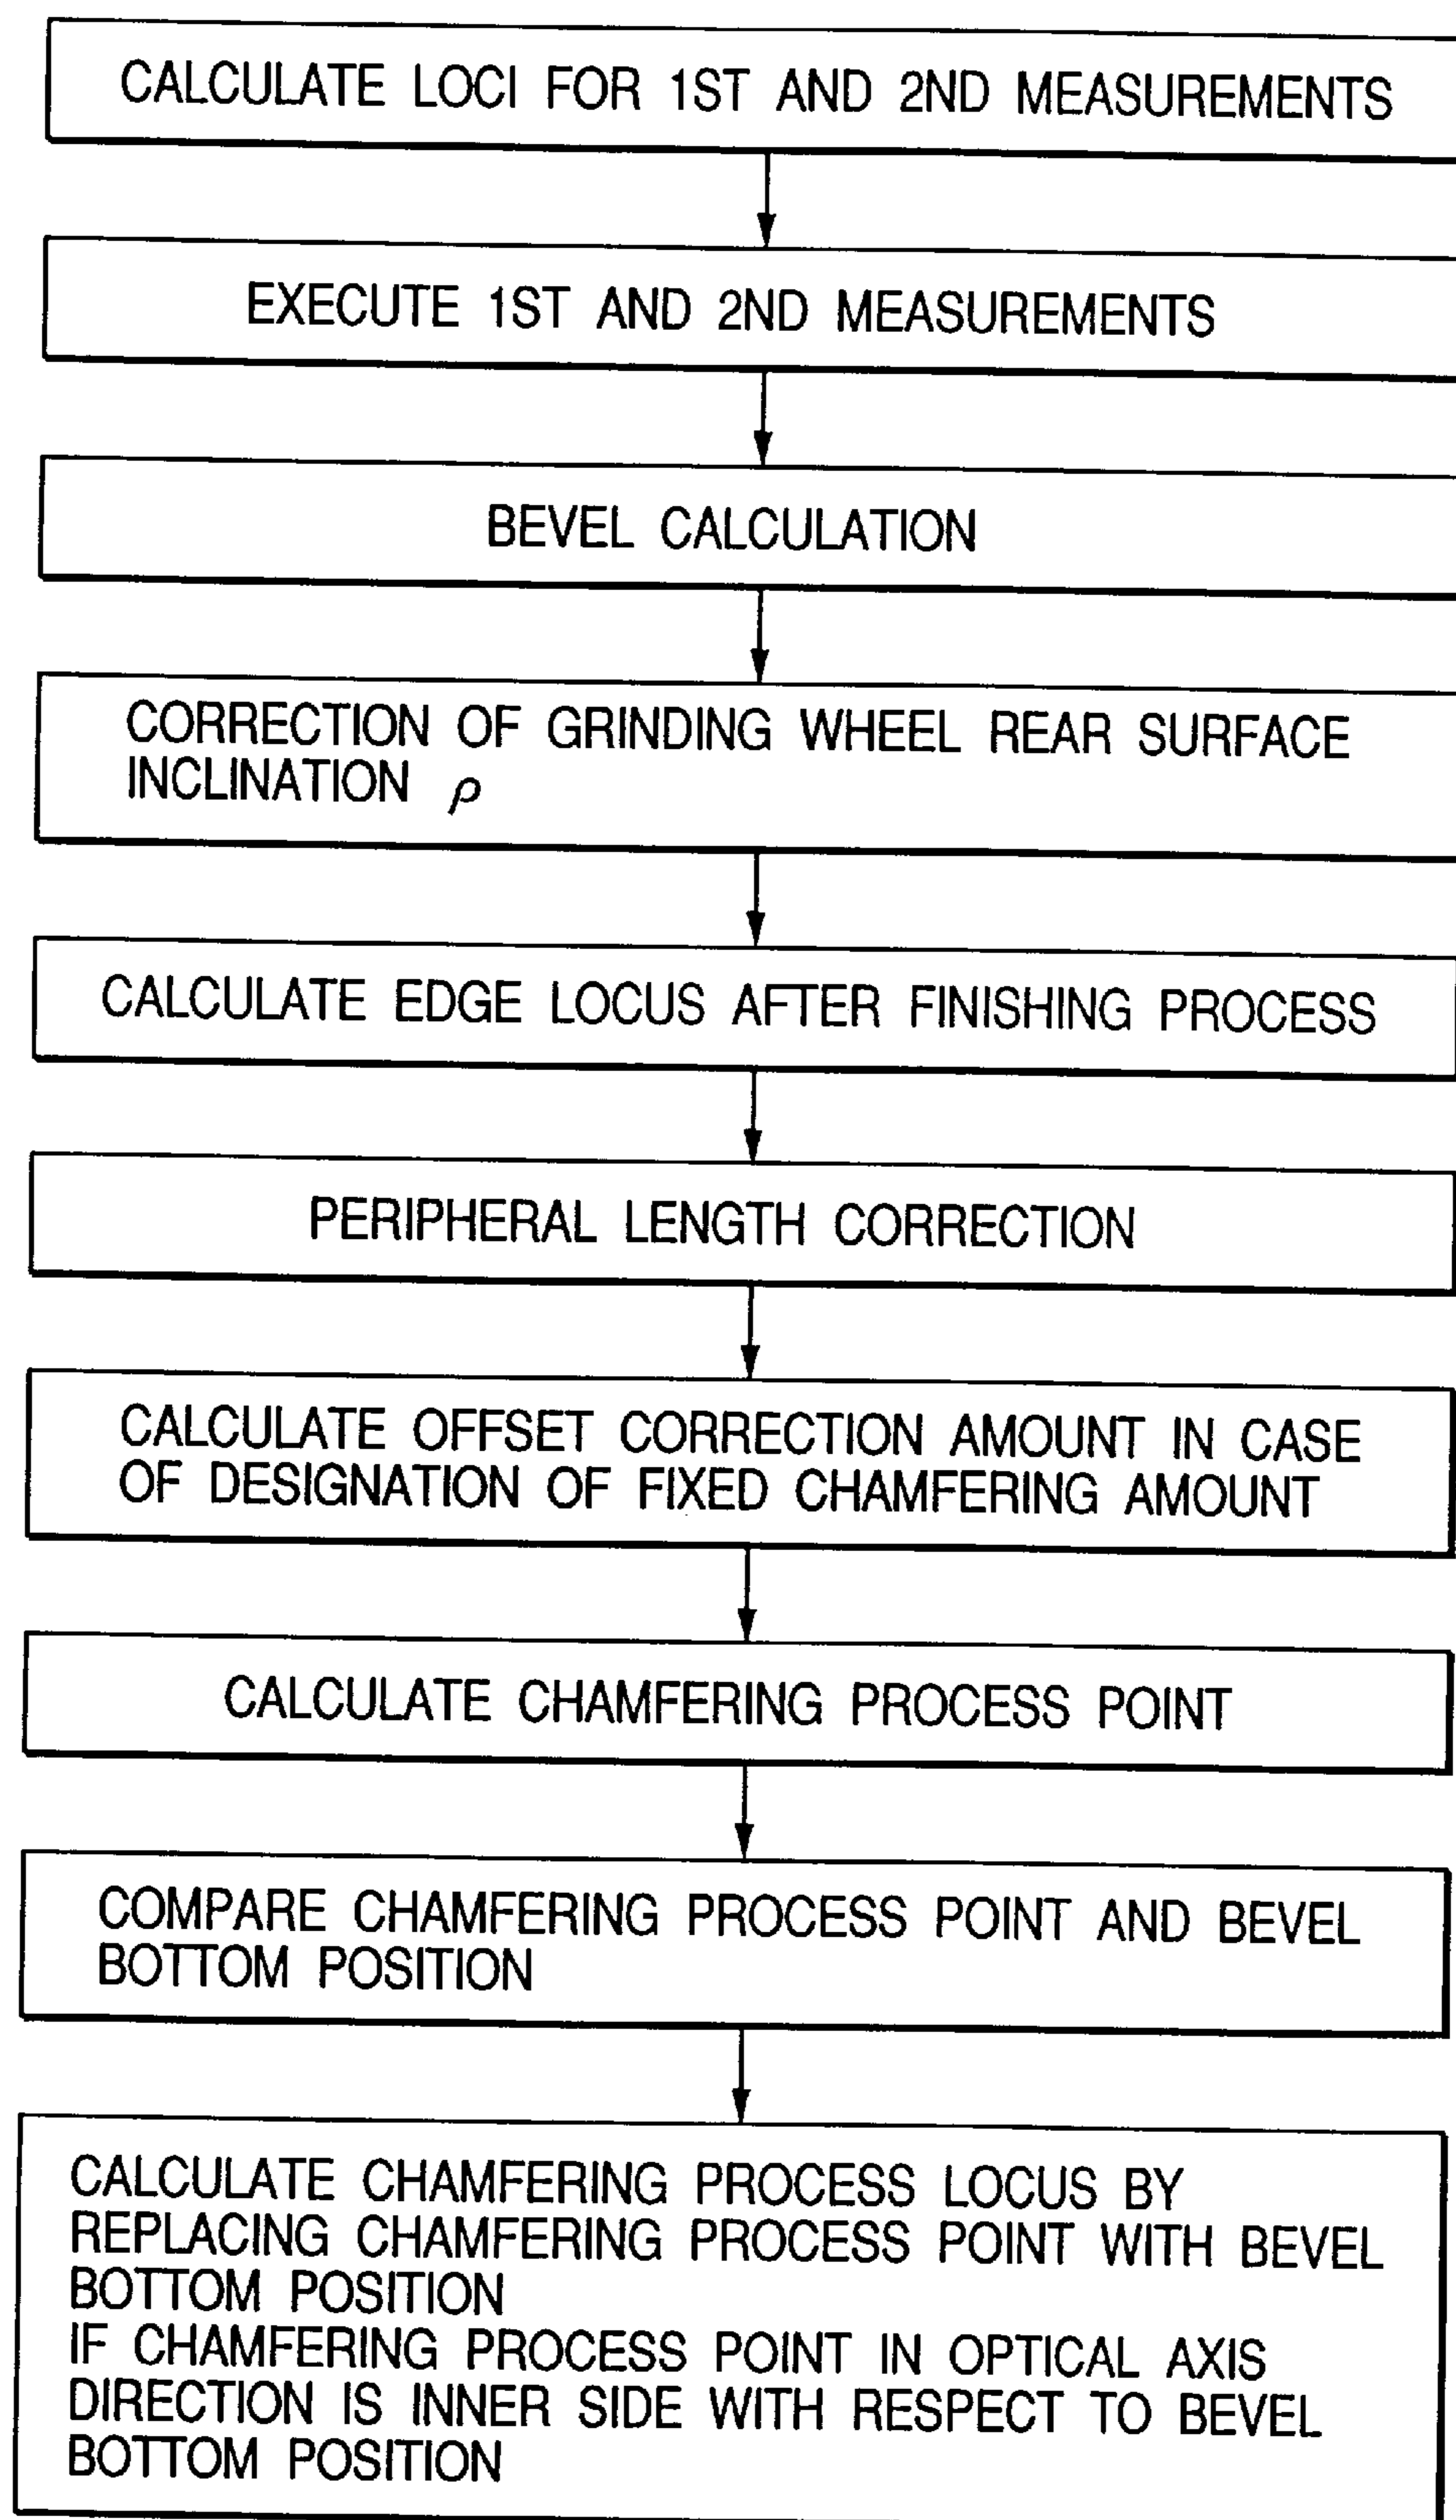 CALCULATE LOCI FOR 1ST AND 2ND MEASUREMENTS
EXECUTE 1ST AND 2ND MEASUREMENTS
BEVEL CALCULATION
CORRECTION OF GRINDING WHEEL REAR SURFACE
INCLINATION ρ
CALCULATE EDGE LOCUS AFTER FINISHING PROCESS
PERIPHERAL LENGTH CORRECTION
CALCULATE OFFSET CORRECTION AMOUNT IN CASE
OF DESIGNATION OF FIXED CHAMFERING AMOUNT
CALCULATE CHAMFERING PROCESS POINT
COMPARE CHAMFERING PROCESS POINT AND BEVEL
BOTTOM POSITION
CALCULATE CHAMFERING PROCESS LOCUS BY
REPLACING CHAMFERING PROCESS POINT WITH BEVEL
BOTTOM POSITION
IF CHAMFERING PROCESS POINT IN OPTICAL AXIS
DIRECTION IS INNER SIDE WITH RESPECT TO BEVEL
BOTTOM POSITION